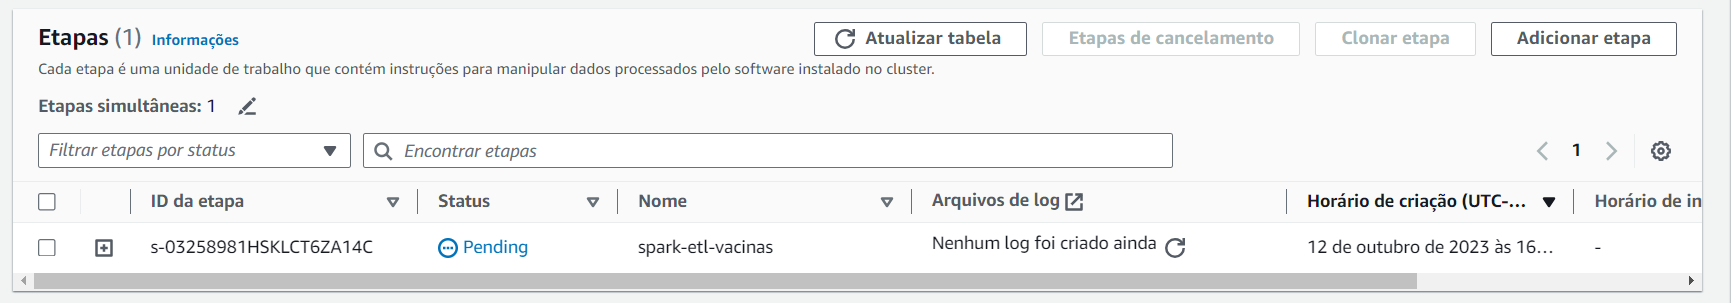 Etapas (1) Informações
Atualizar tabela
Etapas de cancelamento
Clonar etapa
Adicionar etapa
Cada etapa é uma unidade de trabalho que contém instruções para manipular dados processados pelo software instalado no cluster.
Etapas simultâneas: 1
Filtrar etapas por status
Encontrar etapas
1
ID da etapa Status Nome Arquivos de log Horário de criação (UTC-... Horário de in
s-03258981HSKLCT6ZA14C Pending spark-etl-vacinas Nenhum log foi criado ainda 12 de outubro de 2023 às 16... -